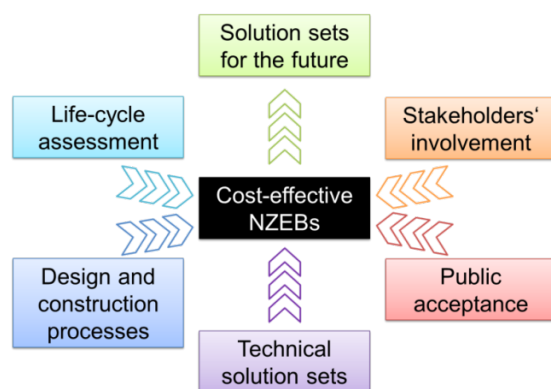 Solution sets
for the future
Life-cycle
assessment
Stakeholders‘
involvement
Cost-effective
NZEBs
Design and
construction
processes
Public
acceptance
Technical
solution sets